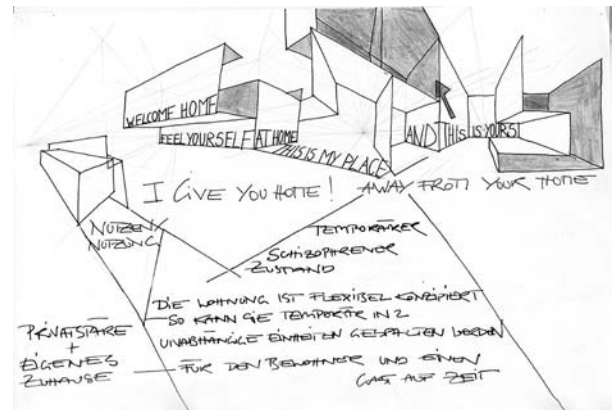 WELCOME HOME
FEEL YOURSELF AT HOME
THIS IS MY PLACE
AND THIS IS YOURS!
I GIVE YOU HOME! AWAY FROM YOUR HOME
NUTZEN/
NUTZUNG
TEMPORÄRER
SCHIZOPHRENER
ZUSTAND
DIE WOHNUNG IST FLEXIBEL KONZIPIERT
SO KANN SIE TEMPORÄR IN 2
UNABHÄNGIGE EINHEITEN GESPALTEN WERDEN
PRIVATSPÄRE
+
EIGENES
ZUHAUSE
FÜR DEN BEWOHNER UND EINEN
GAST AUF ZEIT